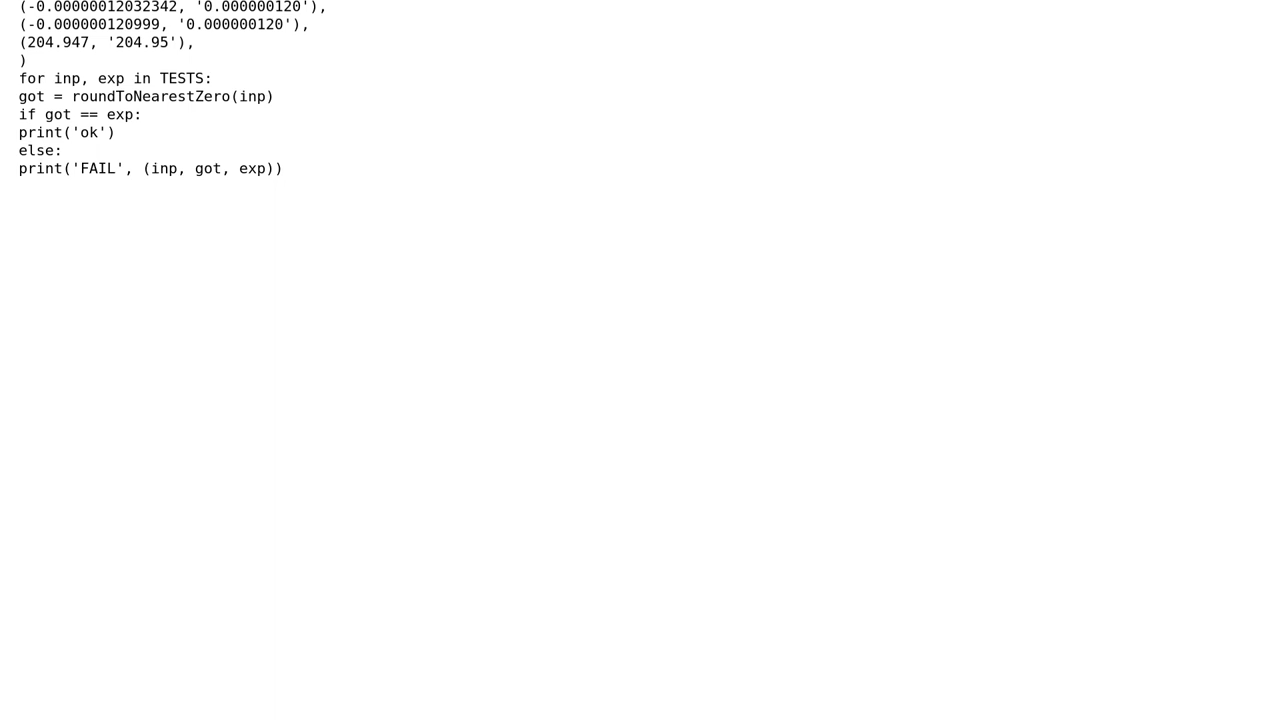 (-0.00000012032342, '0.000000120'),
(-0.000000120999, '0.000000120'),
(204.947, '204.95'),
)
for inp, exp in TESTS:
got = roundToNearestZero(inp)
if got == exp:
print('ok')
else:
print('FAIL', (inp, got, exp))